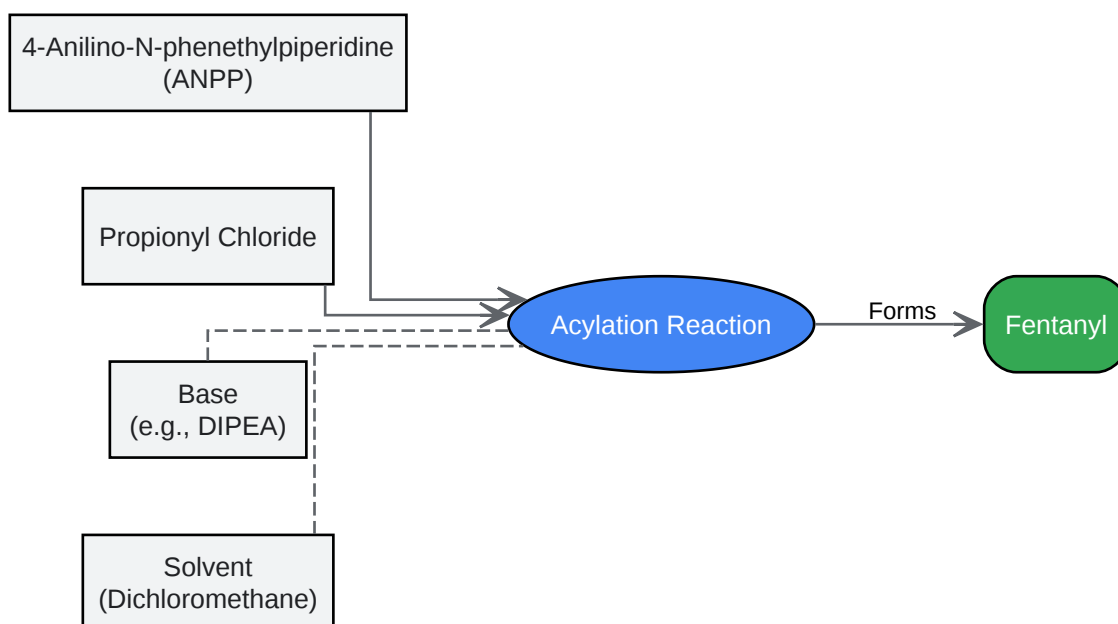 4-Anilino-N-phenethylpiperidine
(ANPP)
Propionyl Chloride
Acylation Reaction
Forms
Fentanyl
Base
(e.g., DIPEA)
Solvent
(Dichloromethane)